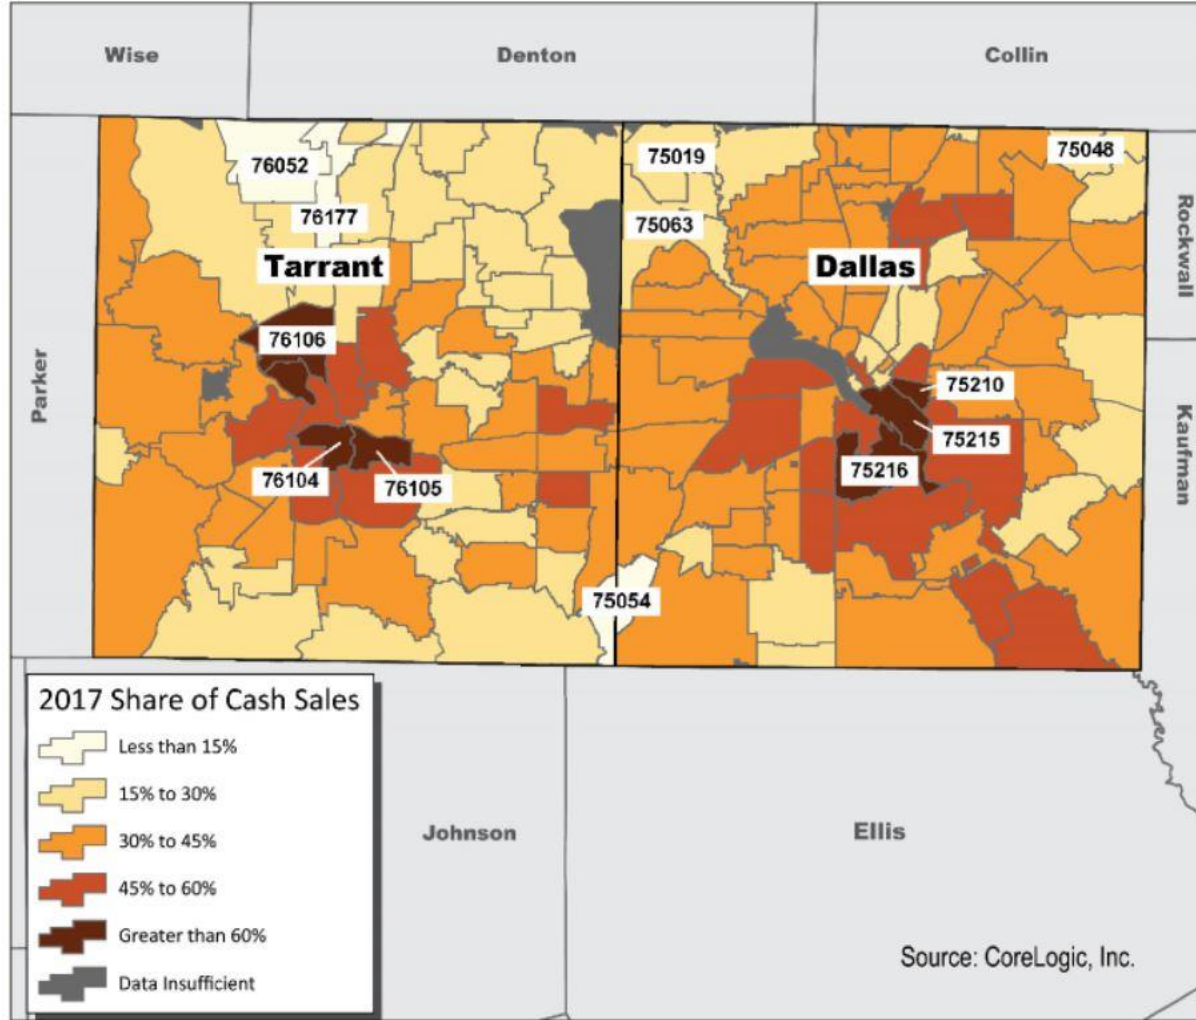 Wise
Denton
Collin
76052
75019
75048
76177
75063
Rockwall
Tarrant
Dallas
76106
Parker
75210
75215
Kaufman
76104
76105
75216
75054
2017 Share of Cash Sales
Less than 15%
15% to 30%
30% to 45%
45% to 60%
Greater than 60%
Data Insufficient
Johnson
Ellis
Source: CoreLogic, Inc.